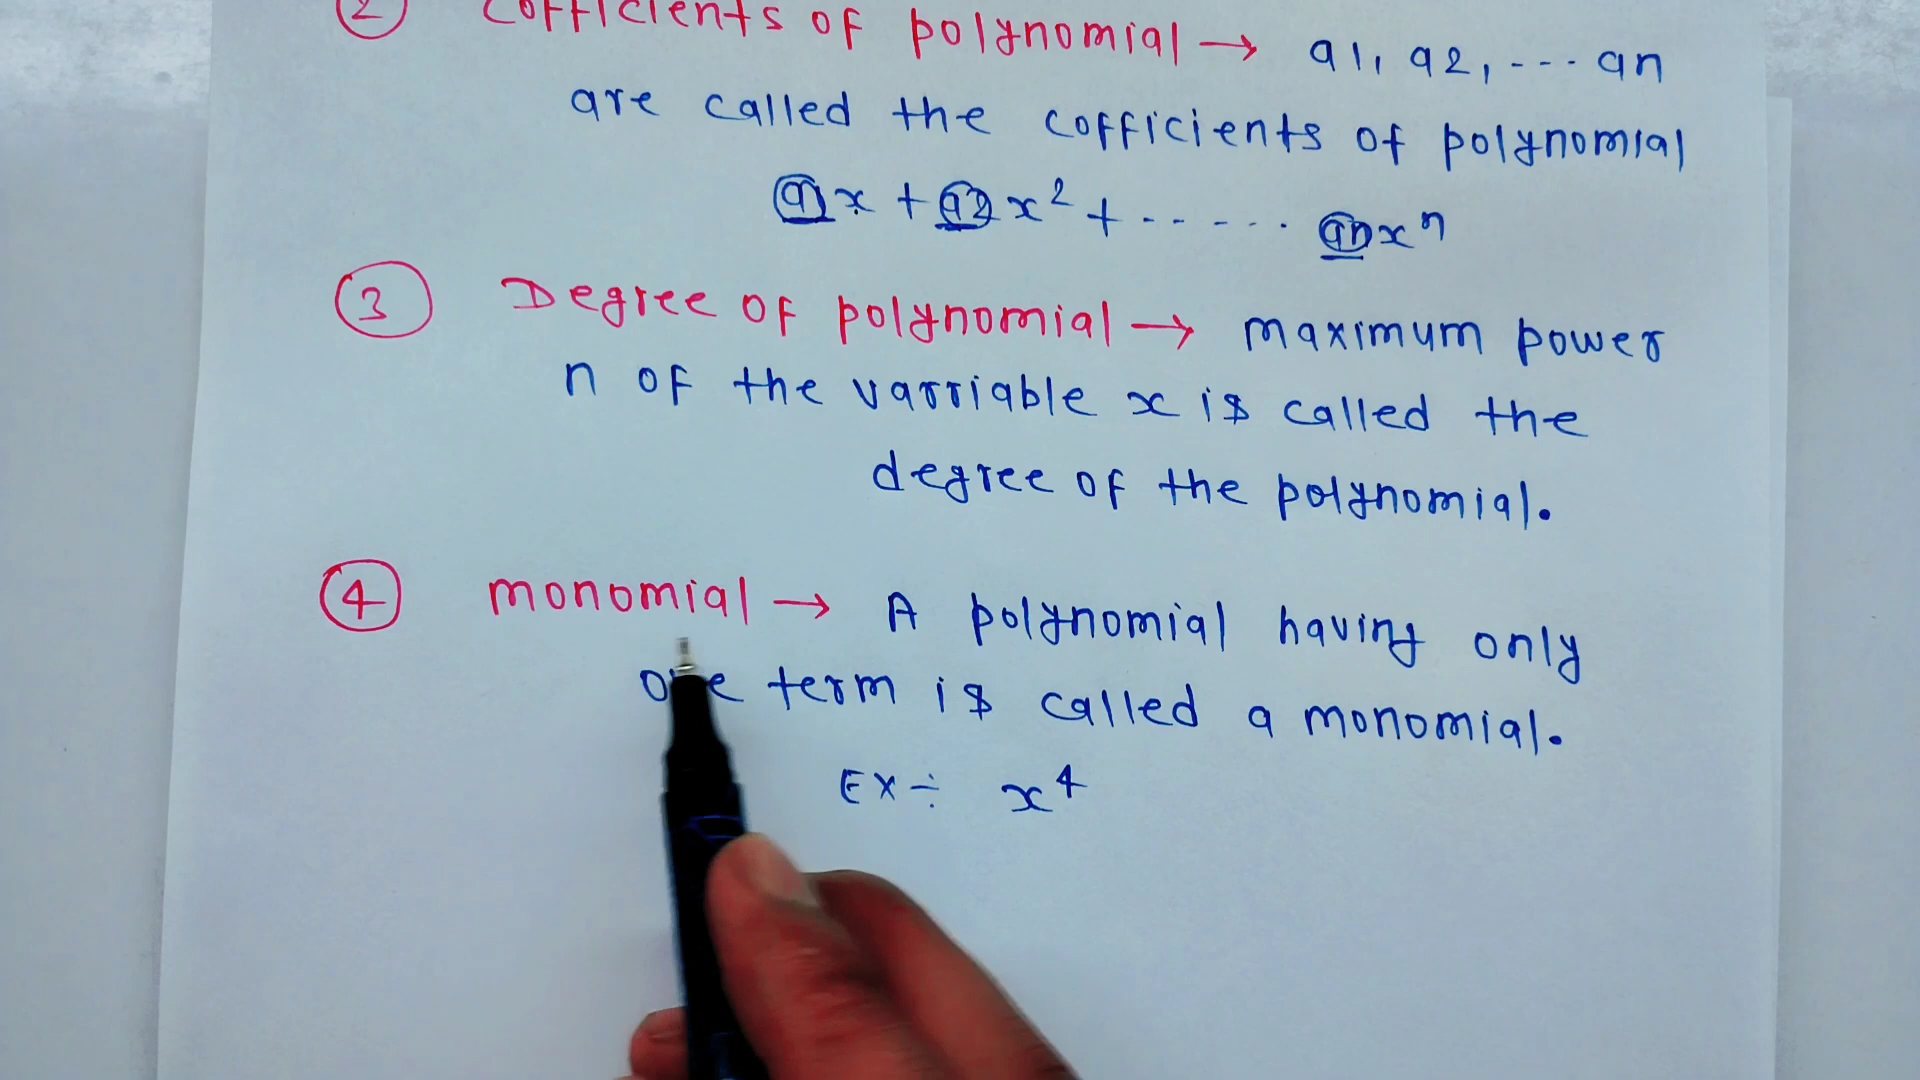 ② Cofficients of polynomial → a1, a2, --- an
are called the cofficients of polynomial
a1x + a2x² + ------ anxⁿ
③ Degree of polynomial → maximum power
n of the varriable x is called the
degree of the polynomial.
④ monomial → A polynomial having only
one term is called a monomial.
Ex÷ x⁴